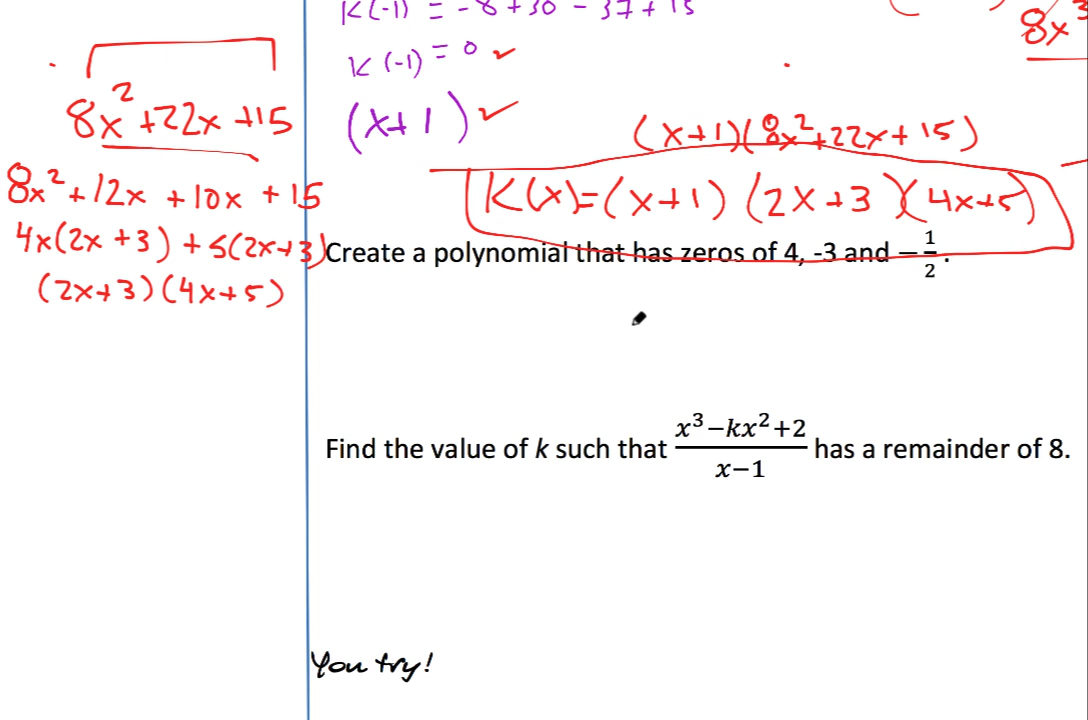 K(-1) = -8+30 - 37+15
K(-1) = 0 ✓
(x+1) ✓
8x³
8x²+22x+15
(x+1)(8x²+22x+15)
8x²+12x+10x+15
K(x)=(x+1)(2x+3)(4x+5)
4x(2x+3)+5(2x+3)
(2x+3)(4x+5)
Create a polynomial that has zeros of 4, -3 and −1/2.
Find the value of k such that (x³−kx²+2)/(x−1) has a remainder of 8.
You try!